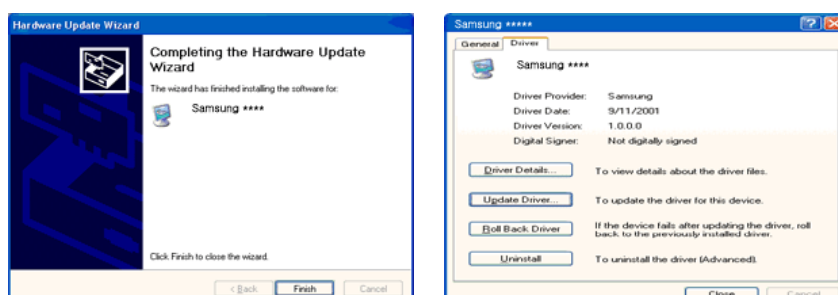 Hardware Update Wizard
Completing the Hardware Update
Wizard
The wizard has finished installing the software for:
Samsung ****
Click Finish to close the wizard.
< Back
Finish
Cancel
Samsung *****
General
Driver
Samsung ****
Driver Provider: Samsung
Driver Date: 9/11/2001
Driver Version: 1.0.0.0
Digital Signer: Not digitally signed
Driver Details... To view details about the driver files.
Update Driver... To update the driver for this device.
Roll Back Driver If the device fails after updating the driver, roll
back to the previously installed driver.
Uninstall To uninstall the driver (Advanced).
Close
Cancel